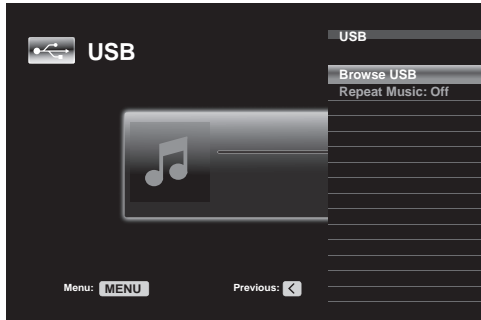 USB
USB
Browse USB
Repeat Music: Off
Menu: MENU
Previous: <